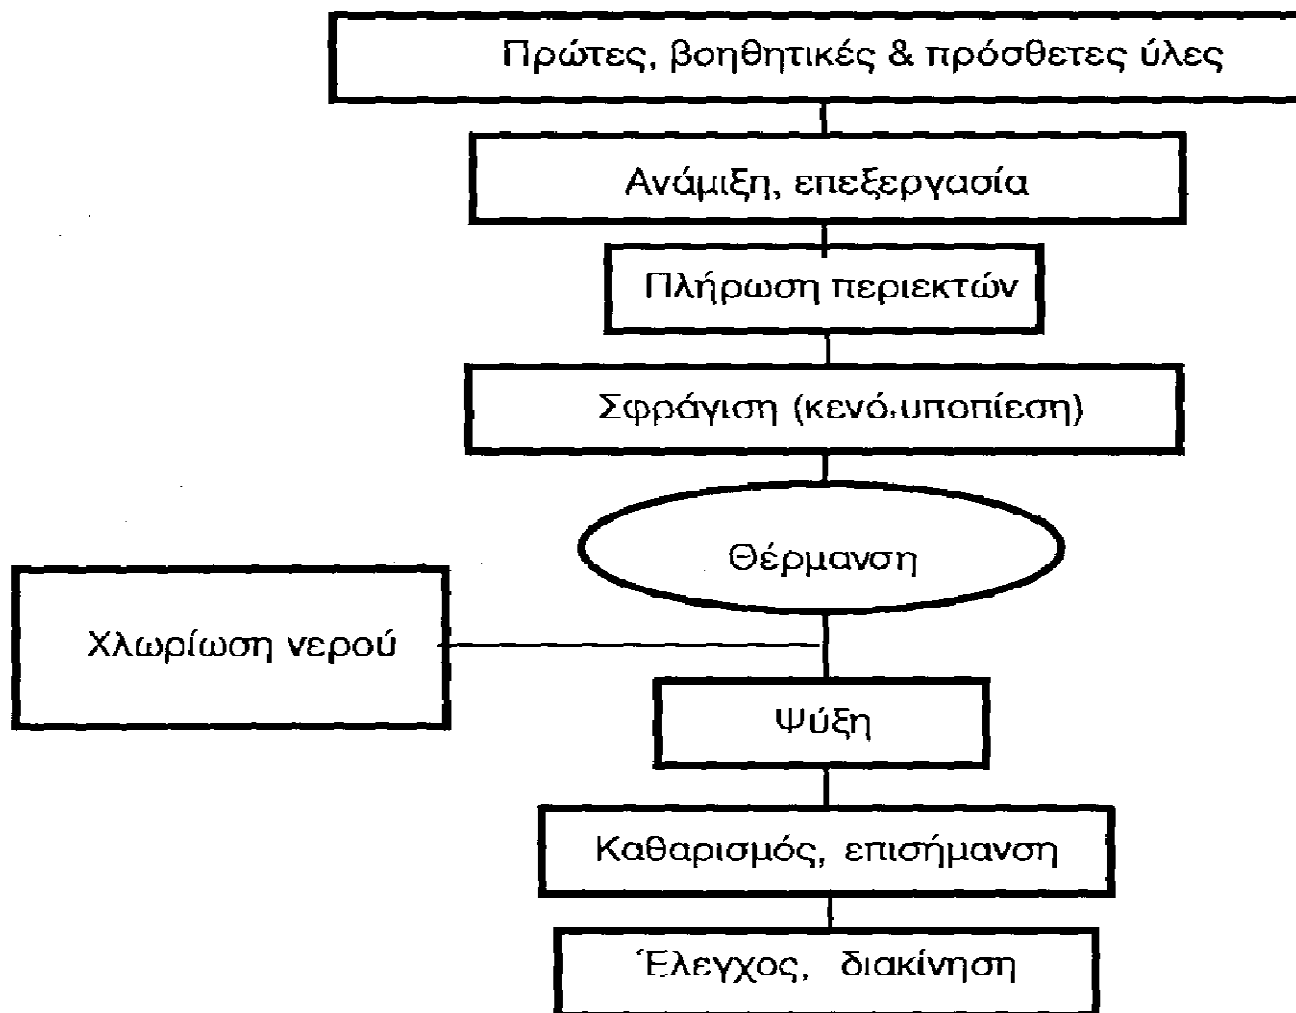 Πρώτες, βοηθητικές & πρόσθετες ύλες
Ανάμιξη, επεξεργασία
Πλήρωση περιεκτών
Σφράγιση (κενό,υποπίεση)
Θέρμανση
Χλωρίωση νερού
Ψύξη
Καθαρισμός, επισήμανση
Έλεγχος, διακίνηση